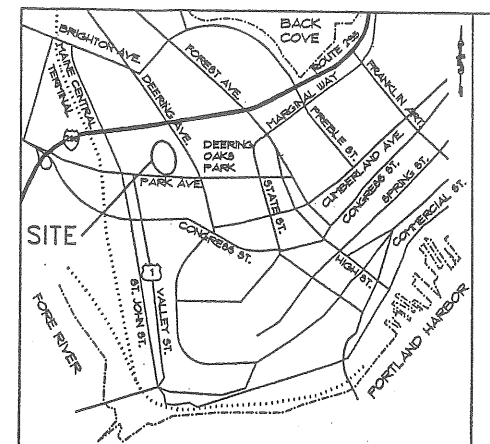 BACK
COVE
BRIGHTON AVE.
FOREST AVE.
ROUTE 295
MAINE CENTRAL
TERMINAL
DEERING AVE.
MARGINAL WAY
FRANKLIN ART.
295
DEERING
OAKS
PARK
PREBLE ST.
CUMBERLAND AVE.
PARK AVE.
STATE ST.
CONGRESS ST.
SPRING ST.
SITE
CONGRESS ST.
COMMERCIAL ST.
HIGH ST.
1
ST. JOHN ST.
VALLEY ST.
FORE RIVER
PORTLAND HARBOR